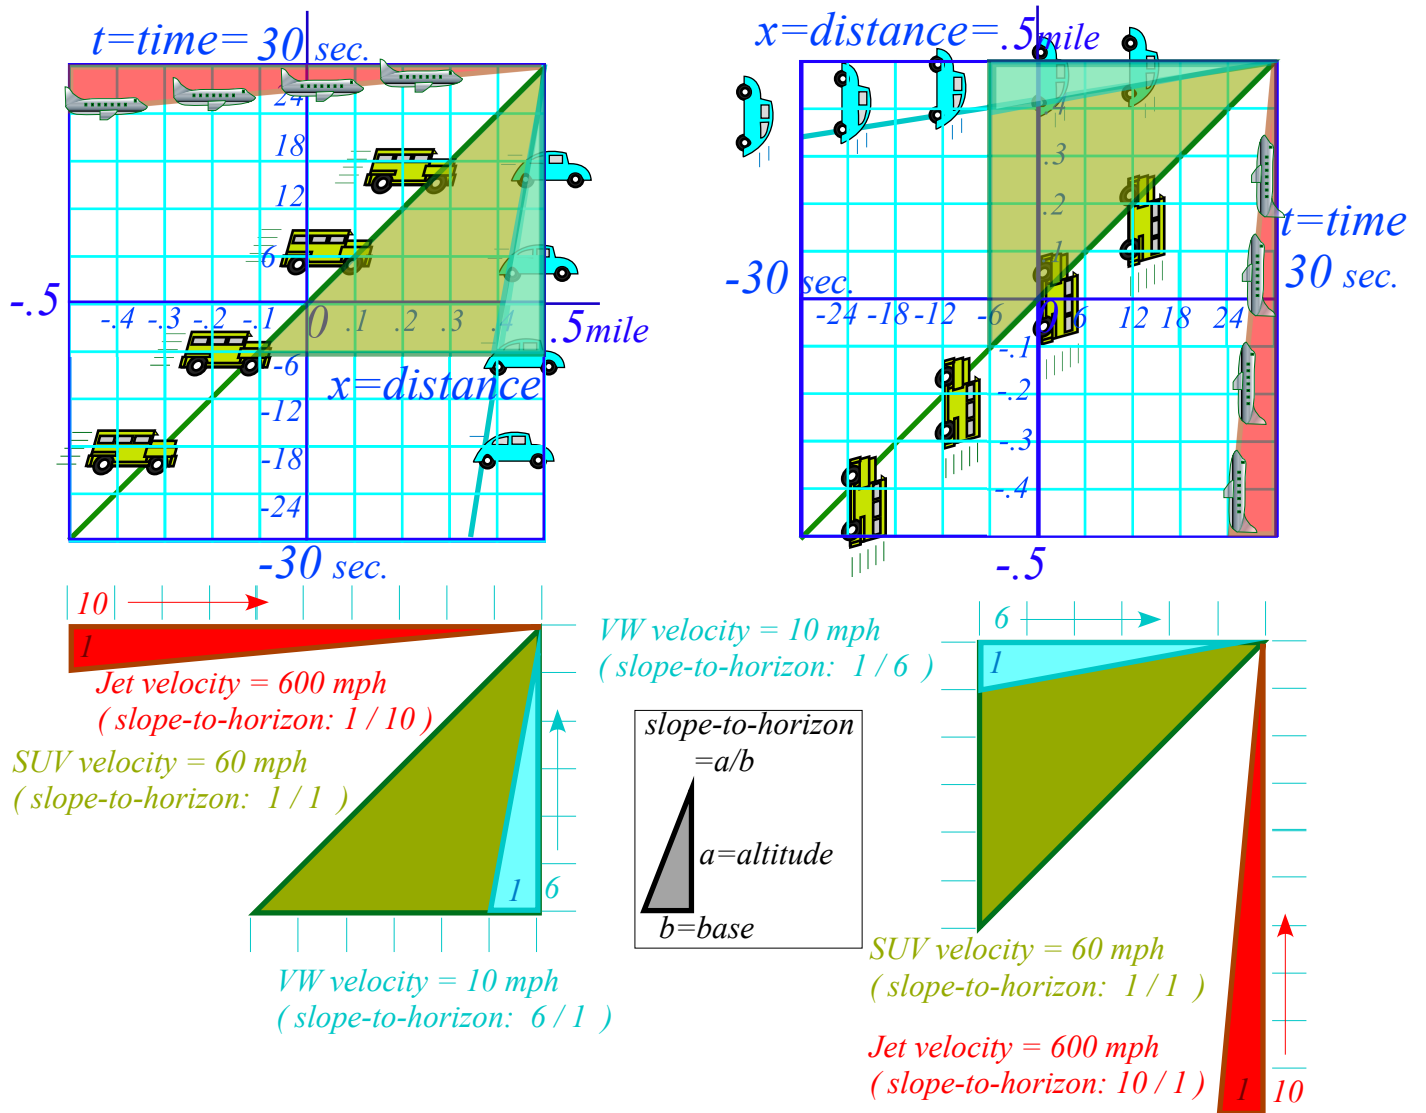 t=time= 30 sec.
24
18
12
6
-.5
-.4 -.3 -.2 -.1 0 .1 .2 .3 .4
.5mile
-6
x=distance
-12
-18
-24
-30 sec.
x=distance=.5mile
.4
.3
.2
.1
t=time
-30 sec.
30 sec.
-24 -18 -12 -6 0 6 12 18 24
-.1
-.2
-.3
-.4
-.5
10
1
Jet velocity = 600 mph
( slope-to-horizon: 1 / 10 )
SUV velocity = 60 mph
( slope-to-horizon: 1 / 1 )
1 6
VW velocity = 10 mph
( slope-to-horizon: 6 / 1 )
VW velocity = 10 mph
( slope-to-horizon: 1 / 6 )
slope-to-horizon
=a/b
a=altitude
b=base
6
1
SUV velocity = 60 mph
( slope-to-horizon: 1 / 1 )
Jet velocity = 600 mph
( slope-to-horizon: 10 / 1 )
1 10